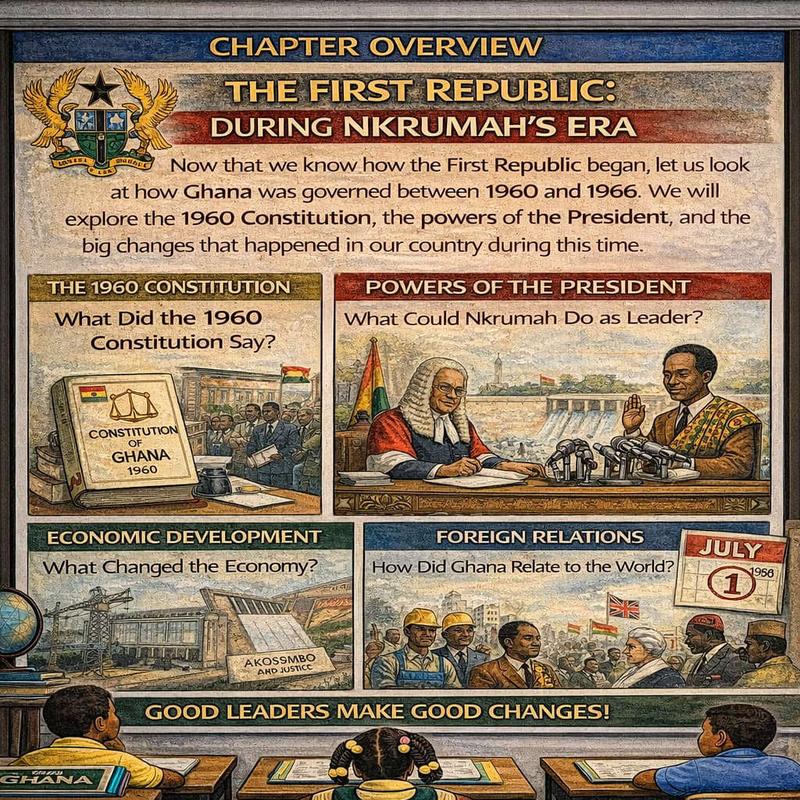 CHAPTER OVERVIEW
THE FIRST REPUBLIC:
DURING NKRUMAH'S ERA
Now that we know how the First Republic began, let us look
at how Ghana was governed between 1960 and 1966. We will
explore the 1960 Constitution, the powers of the President, and the
big changes that happened in our country during this time.
THE 1960 CONSTITUTION
What Did the 1960
Constitution Say?
CONSTITUTION
OF
GHANA
1960
POWERS OF THE PRESIDENT
What Could Nkrumah Do as Leader?
ECONOMIC DEVELOPMENT
What Changed the Economy?
AKOSSMBO
AND JUSTICE
FOREIGN RELATIONS
How Did Ghana Relate to the World?
JULY
1
GOOD LEADERS MAKE GOOD CHANGES!
GHANA